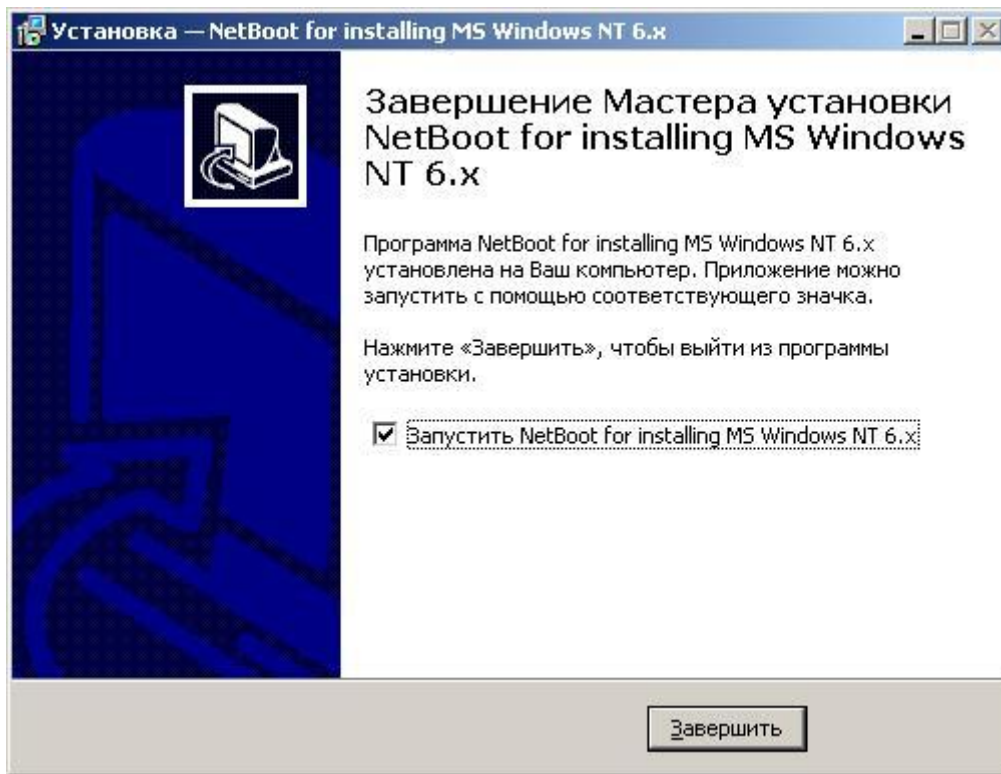 Установка — NetBoot for installing MS Windows NT 6.x
Завершение Мастера установки
NetBoot for installing MS Windows
NT 6.x
Программа NetBoot for installing MS Windows NT 6.x
установлена на Ваш компьютер. Приложение можно
запустить с помощью соответствующего значка.
Нажмите «Завершить», чтобы выйти из программы
установки.
Запустить NetBoot for installing MS Windows NT 6.x
Завершить